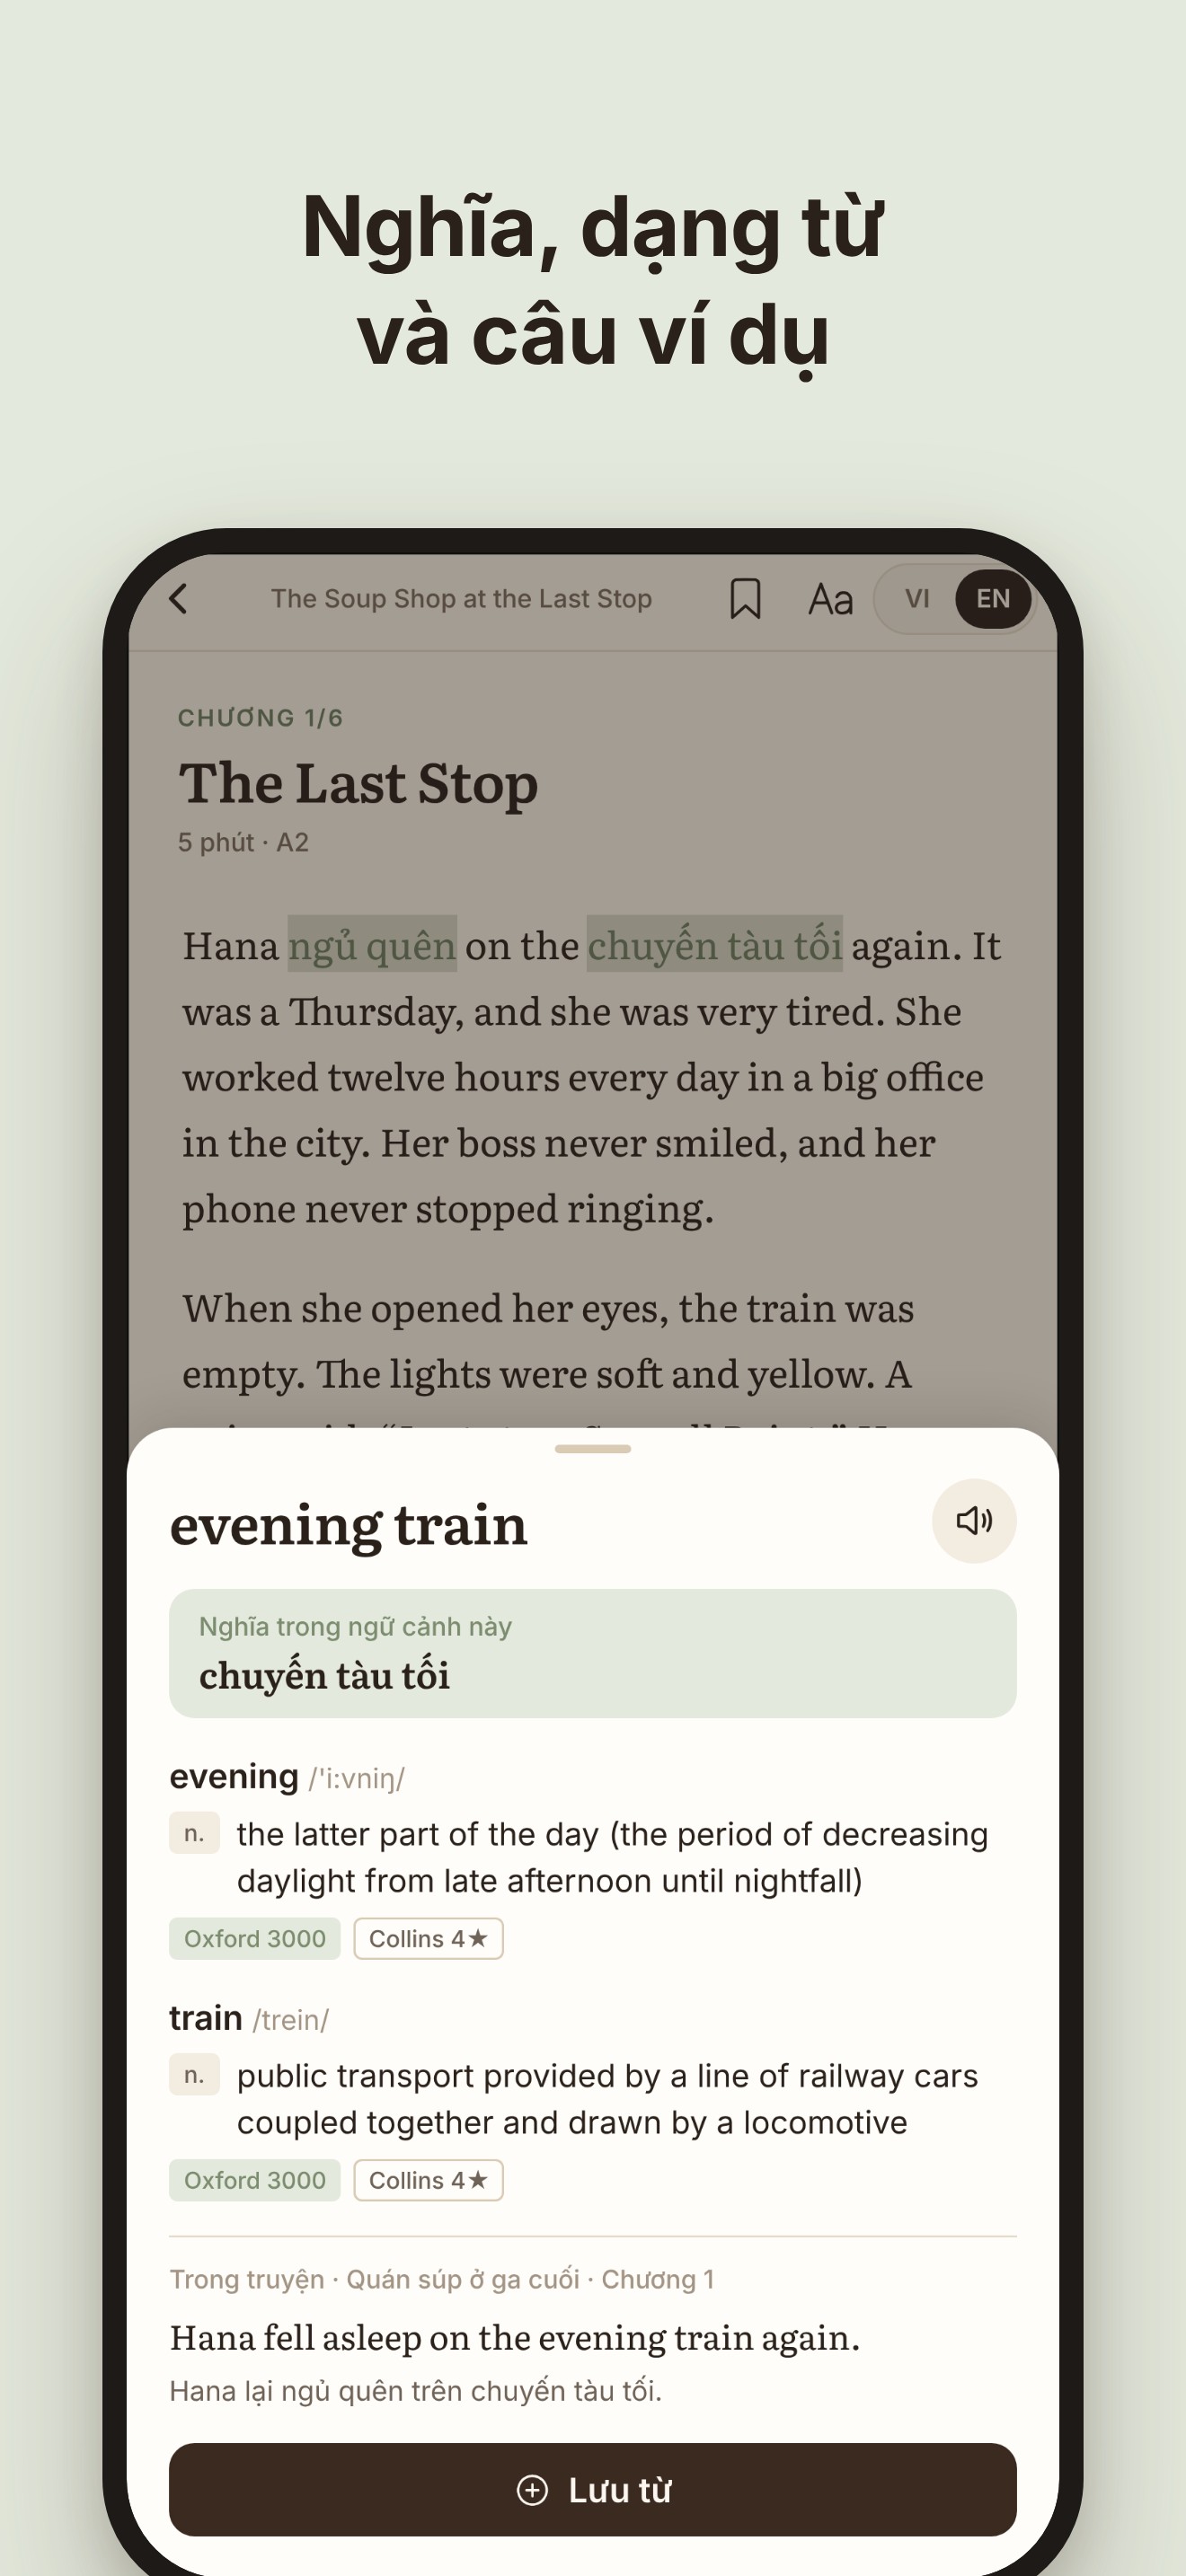 Nghĩa, dạng từ
và câu ví dụ
The Soup Shop at the Last Stop
Aa
VI
EN
CHƯƠNG 1/6
The Last Stop
5 phút · A2
Hana ngủ quên on the chuyến tàu tối again. It
was a Thursday, and she was very tired. She
worked twelve hours every day in a big office
in the city. Her boss never smiled, and her
phone never stopped ringing.
When she opened her eyes, the train was
empty. The lights were soft and yellow. A
evening train
Nghĩa trong ngữ cảnh này
chuyến tàu tối
evening /'i:vniŋ/
n. the latter part of the day (the period of decreasing
daylight from late afternoon until nightfall)
Oxford 3000 Collins 4★
train /trein/
n. public transport provided by a line of railway cars
coupled together and drawn by a locomotive
Oxford 3000 Collins 4★
Trong truyện · Quán súp ở ga cuối · Chương 1
Hana fell asleep on the evening train again.
Hana lại ngủ quên trên chuyến tàu tối.
Lưu từ